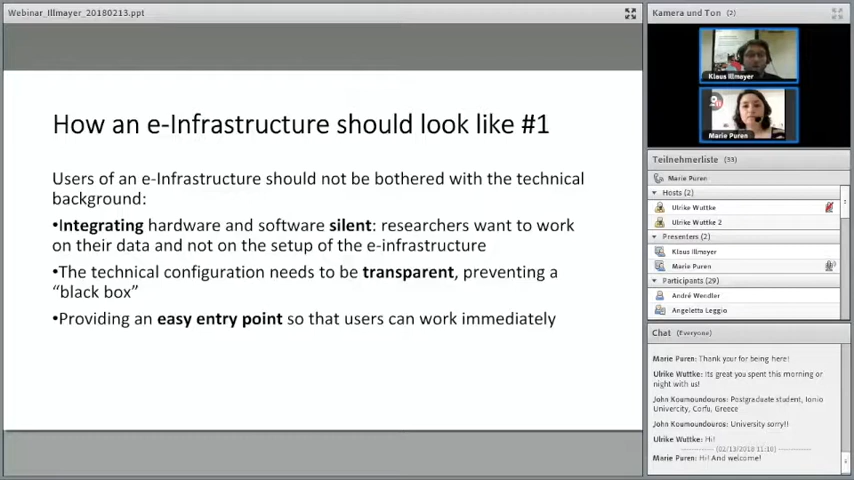 Webinar_Illmayer_20180213.ppt
How an e-Infrastructure should look like #1
Users of an e-Infrastructure should not be bothered with the technical
background:
•Integrating hardware and software silent: researchers want to work
on their data and not on the setup of the e-infrastructure
•The technical configuration needs to be transparent, preventing a
“black box”
•Providing an easy entry point so that users can work immediately
Kamera und Ton (2)
Klaus Illmayer
Marie Puren
Teilnehmerliste (33)
Marie Puren
Hosts (2)
Ulrike Wuttke
Ulrike Wuttke 2
Presenters (2)
Klaus Illmayer
Marie Puren
Participants (29)
André Wendler
Angeletta Leggio
Chat (Everyone)
Marie Puren: Thank your for being here!
Ulrike Wuttke: Its great you spent this morning or
night with us!
John Koumoundouros: Postgraduate student, Ionio
Univercity, Corfu, Greece
John Koumoundouros: University sorry!!
Ulrike Wuttke: Hi!
------------ (02/13/2018 11:10) ------------
Marie Puren: Hi! And welcome!